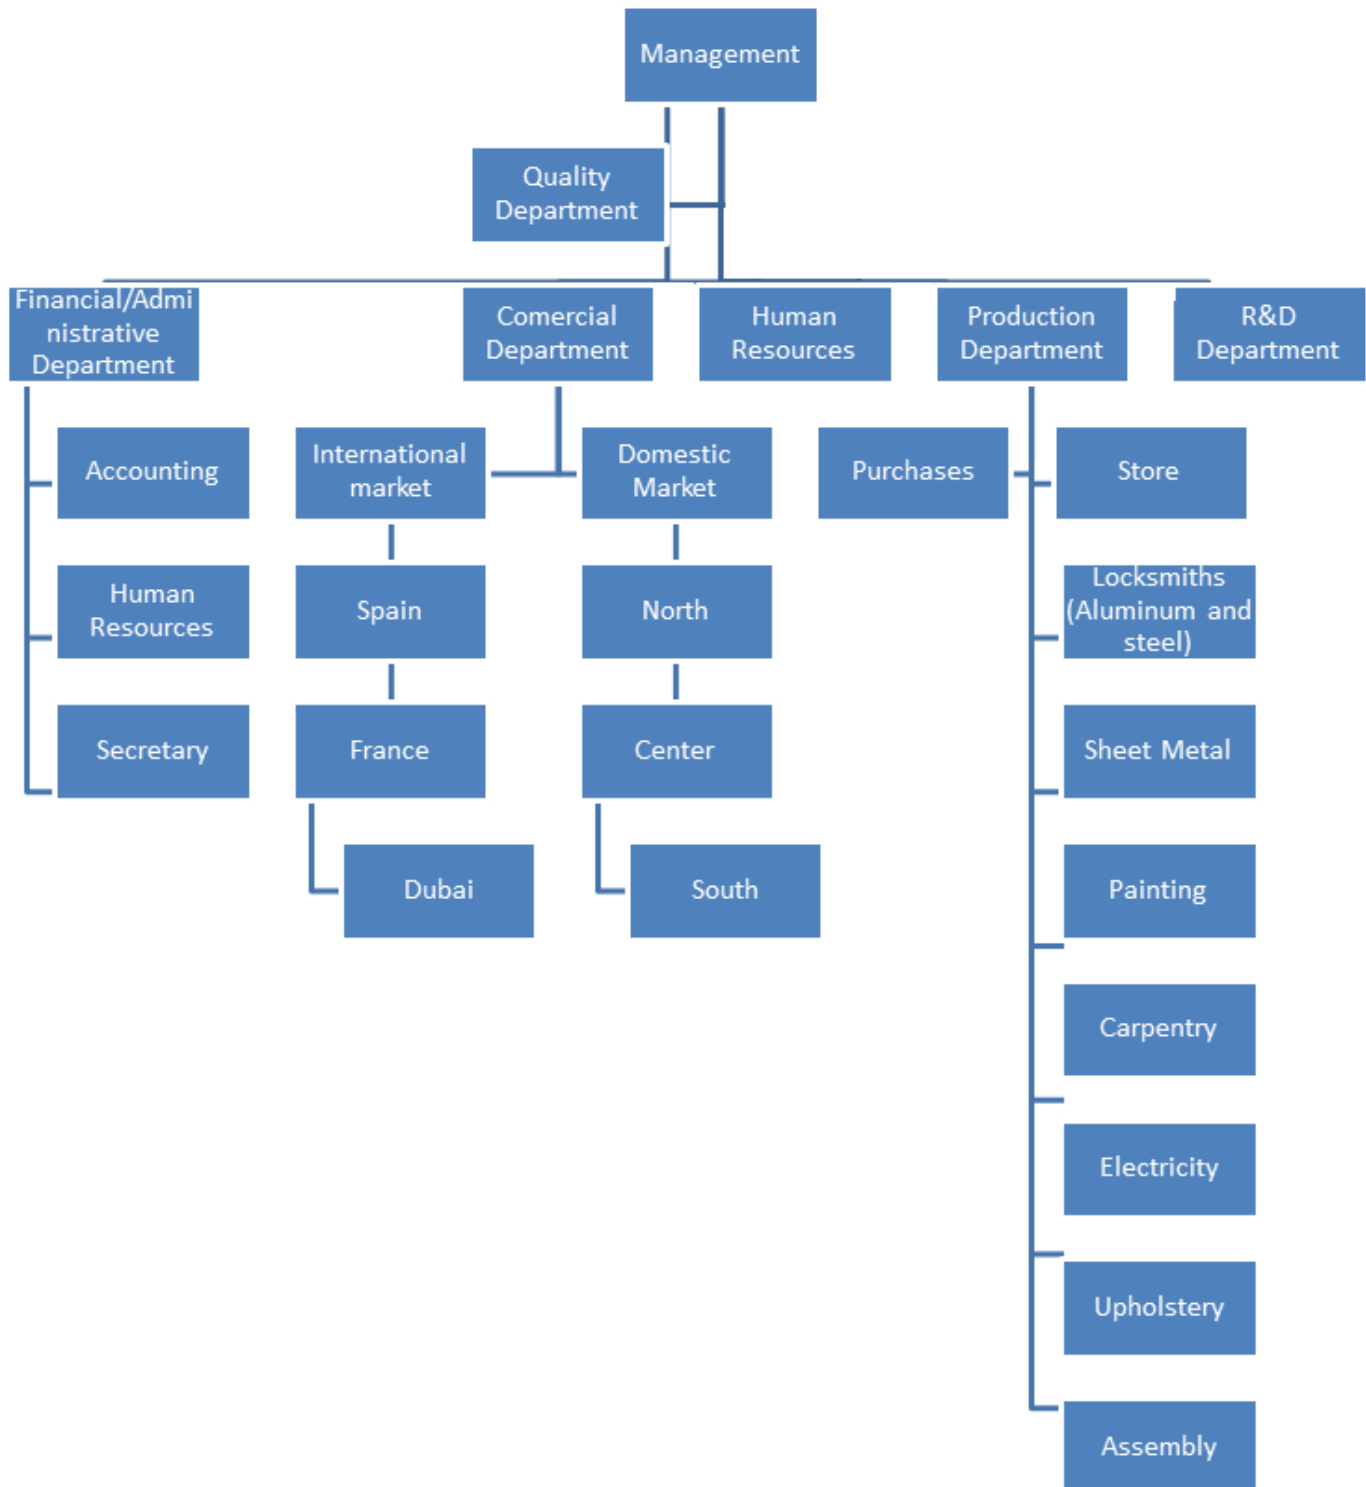 Management
Quality
Department
Financial/Admi
nistrative
Department
Comercial
Department
Human
Resources
Production
Department
R&D
Department
Accounting
International
market
Domestic
Market
Purchases
Store
Human
Resources
Spain
North
Locksmiths
(Aluminum and
steel)
Secretary
France
Center
Sheet Metal
Dubai
South
Painting
Carpentry
Electricity
Upholstery
Assembly